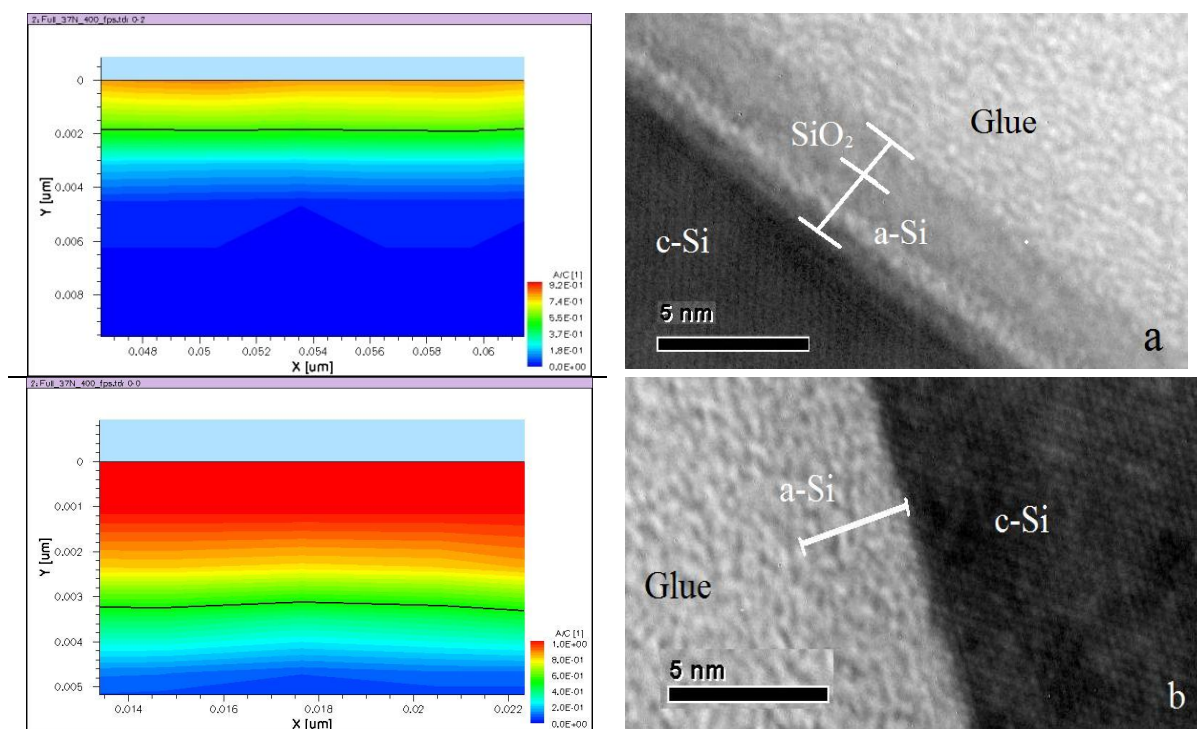 2: Full_37N_400_fps.tdr 0-2
0
0.002
0.004
0.006
0.008
Y [um]
0.048
0.05
0.052
0.054
0.056
0.058
0.06
X [um]
A/C [1]
9.2E-01
7.4E-01
5.5E-01
3.7E-01
1.8E-01
0.0E+00
SiO₂
Glue
c-Si
a-Si
5 nm
a
2: Full_37N_400_fps.tdr 0-0
0
0.001
0.002
0.003
0.004
0.005
Y [um]
0.014
0.016
0.018
0.02
0.022
X [um]
A/C [1]
1.0E+00
8.0E-01
6.0E-01
4.0E-01
2.0E-01
0.0E+00
a-Si
c-Si
Glue
5 nm
b